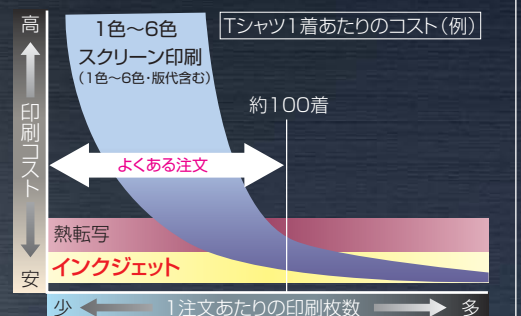 Tシャツ1着あたりのコスト(例)
高
印刷コスト
安
1色〜6色
スクリーン印刷
(1色〜6色・版代含む)
約100着
よくある注文
熱転写
インクジェット
少
1注文あたりの印刷枚数
多